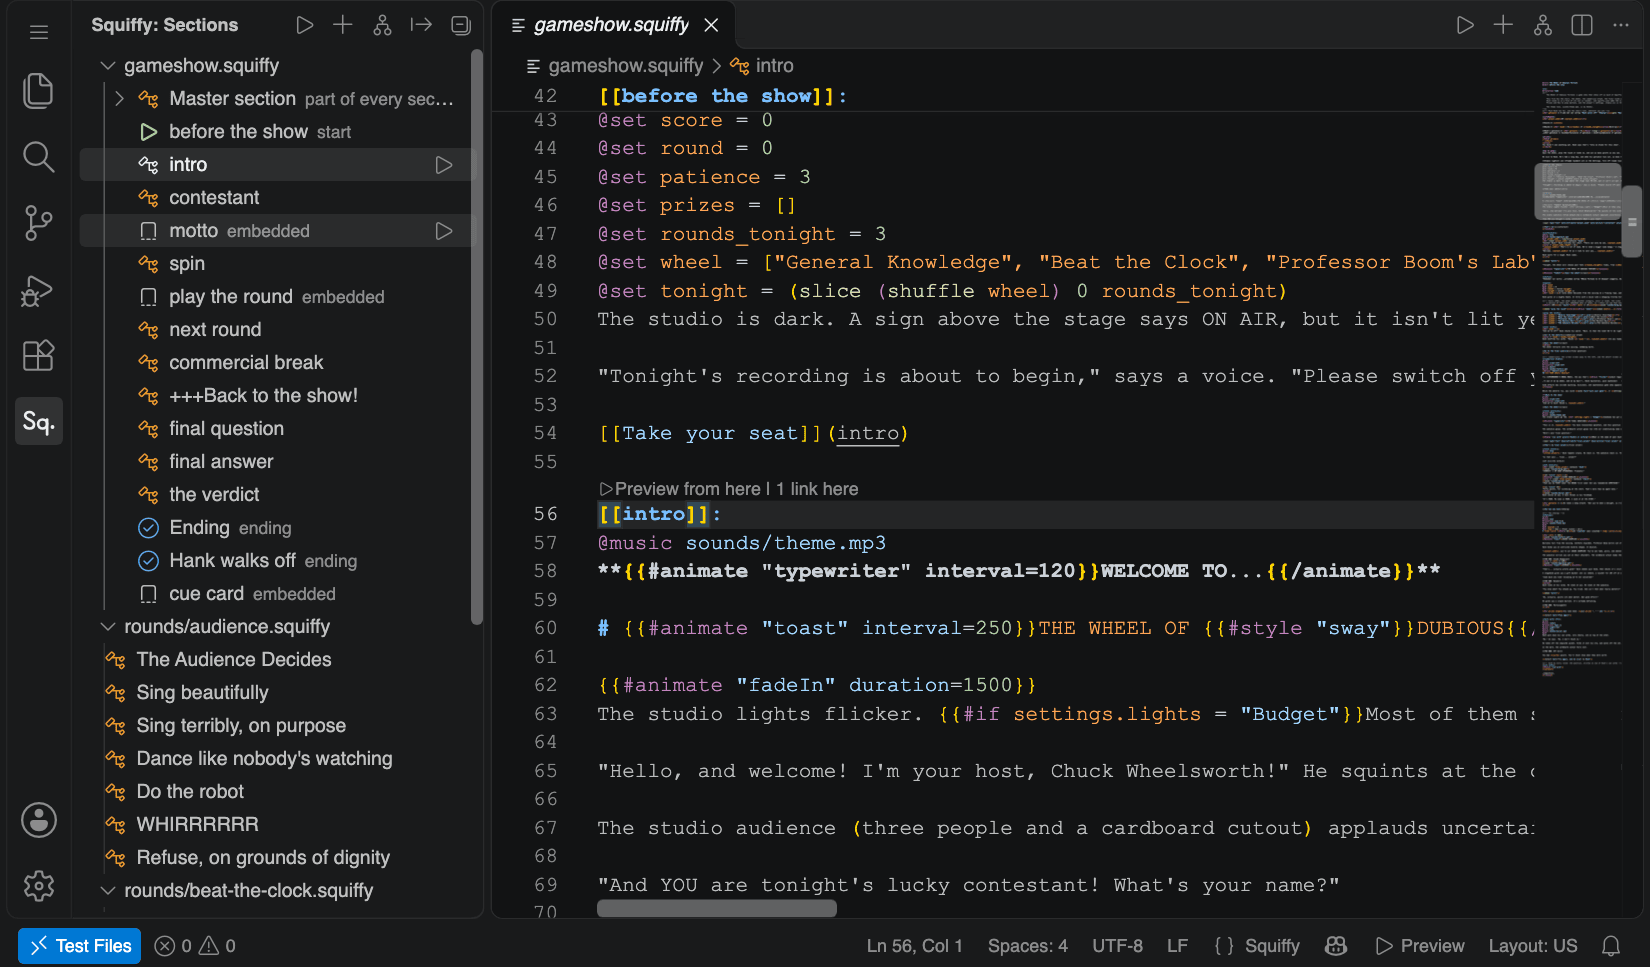 Squiffy: Sections
gameshow.squiffy
Master section part of every sec...
before the show start
intro
contestant
motto embedded
spin
play the round embedded
next round
commercial break
+++Back to the show!
final question
final answer
the verdict
Ending ending
Hank walks off ending
cue card embedded
rounds/audience.squiffy
The Audience Decides
Sing beautifully
Sing terribly, on purpose
Dance like nobody's watching
Do the robot
WHIRRRRRR
Refuse, on grounds of dignity
rounds/beat-the-clock.squiffy
Sq.
gameshow.squiffy
gameshow.squiffy > intro
42 [[before the show]]:
43 @set score = 0
44 @set round = 0
45 @set patience = 3
46 @set prizes = []
47 @set rounds_tonight = 3
48 @set wheel = ["General Knowledge", "Beat the Clock", "Professor Boom's Lab"
49 @set tonight = (slice (shuffle wheel) 0 rounds_tonight)
50 The studio is dark. A sign above the stage says ON AIR, but it isn't lit ye
51
52 "Tonight's recording is about to begin," says a voice. "Please switch off
53
54 [[Take your seat]](intro)
55
Preview from here | 1 link here
56 [[intro]]:
57 @music sounds/theme.mp3
58 **{{#animate "typewriter" interval=120}}WELCOME TO...{{/animate}}**
59
60 # {{#animate "toast" interval=250}}THE WHEEL OF {{#style "sway"}}DUBIOUS{{/
61
62 {{#animate "fadeIn" duration=1500}}
63 The studio lights flicker. {{#if settings.lights = "Budget"}}Most of them
64
65 "Hello, and welcome! I'm your host, Chuck Wheelsworth!" He squints at the
66
67 The studio audience (three people and a cardboard cutout) applauds uncertai
68
69 "And YOU are tonight's lucky contestant! What's your name?"
70
Test Files 0 0 Ln 56, Col 1 Spaces: 4 UTF-8 LF { } Squiffy Preview Layout: US